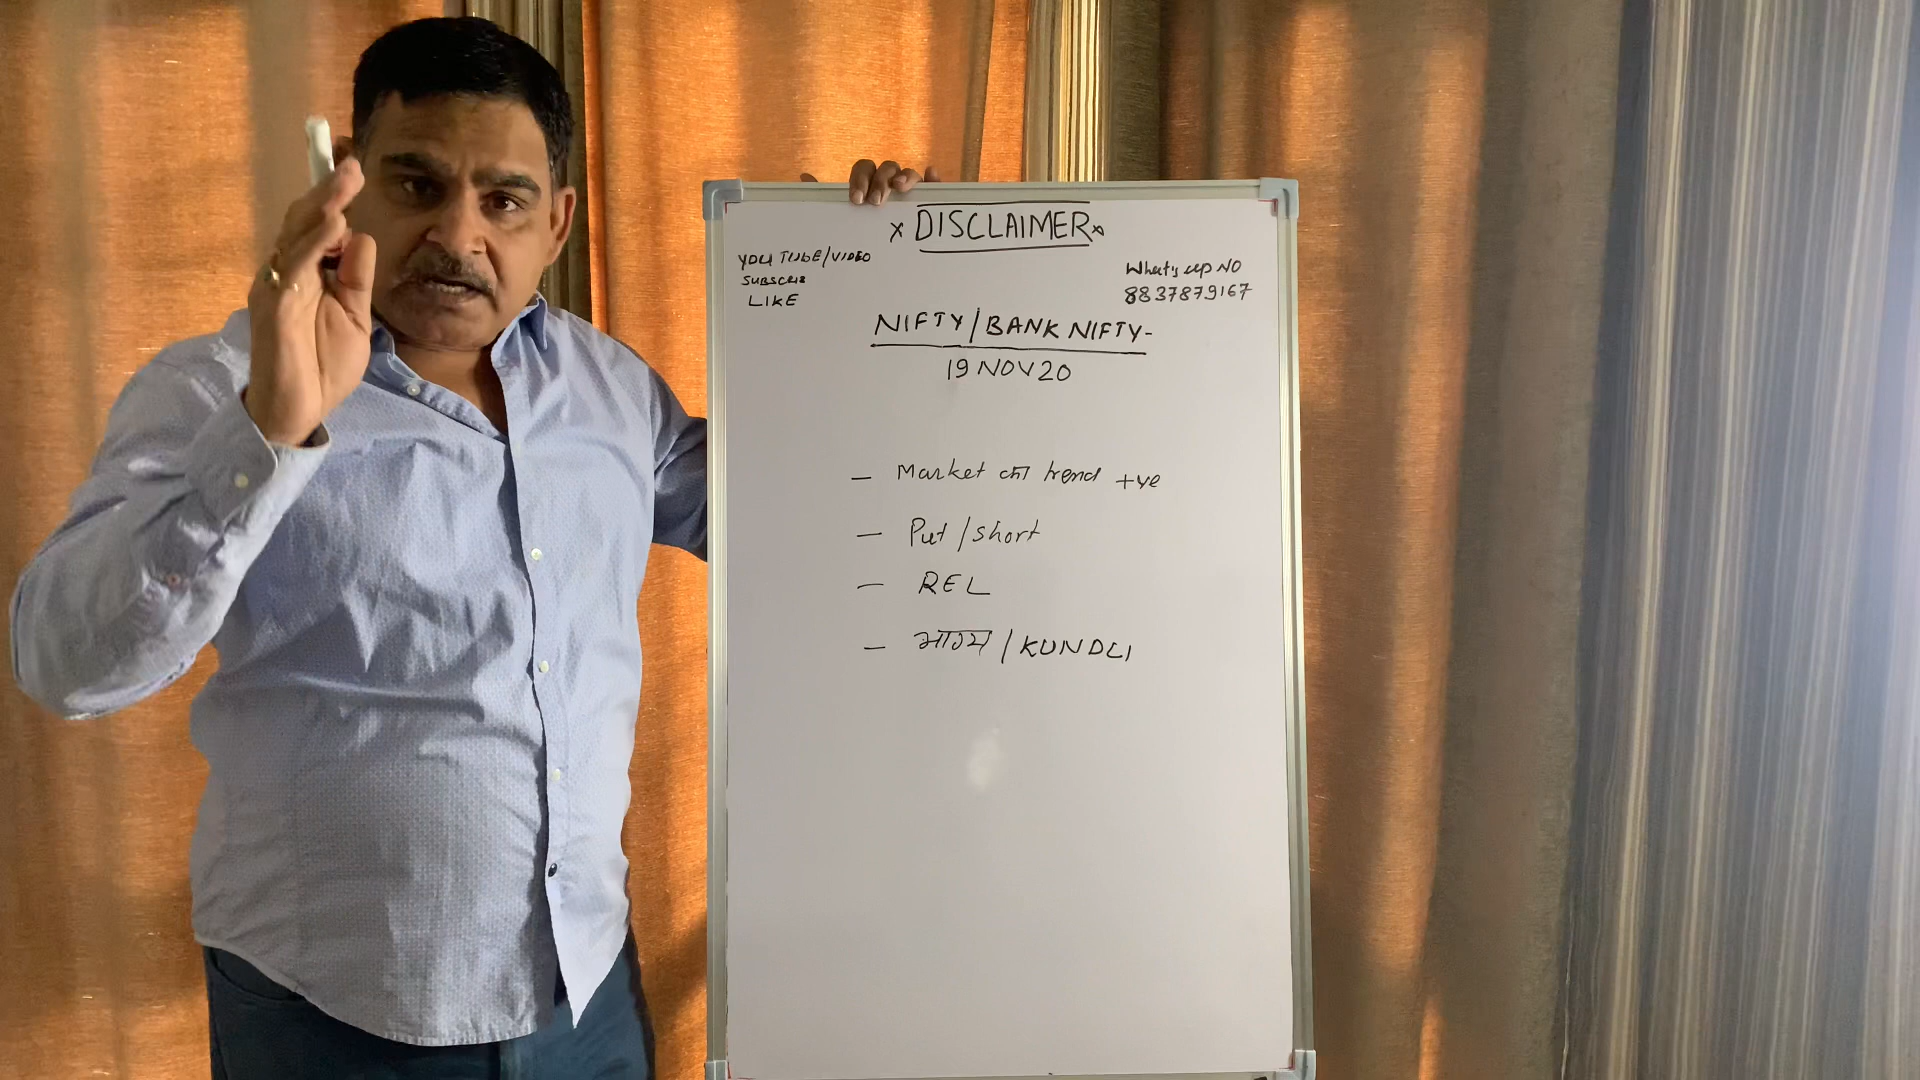 x DISCLAIMER x
YOU TUBE/VIDEO
SUBSCRIB
LIKE
What's up NO
8837879167
NIFTY/BANK NIFTY-
19 NOV 20
- Market का trend +ve
- Put/short
- REL
- भाग्य/KUNDLI